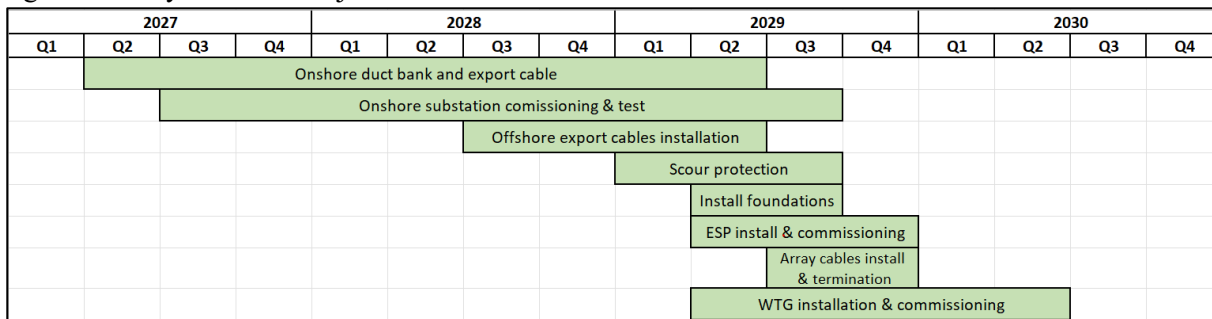 2027 2028 2029 2030
Q1 Q2 Q3 Q4 Q1 Q2 Q3 Q4 Q1 Q2 Q3 Q4 Q1 Q2 Q3 Q4
Onshore duct bank and export cable
Onshore substation comissioning & test
Offshore export cables installation
Scour protection
Install foundations
ESP install & commissioning
Array cables install
& termination
WTG installation & commissioning